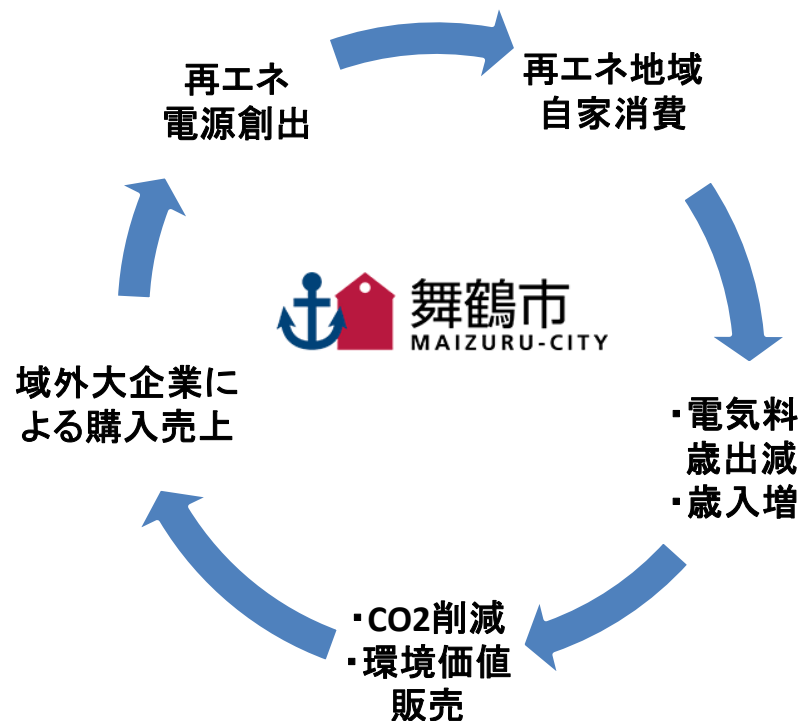 再エネ
電源創出
再エネ地域
自家消費
・電気料
歳出減
・歳入増
・CO2削減
・環境価値
販売
域外大企業に
よる購入売上
舞鶴市
MAIZURU-CITY